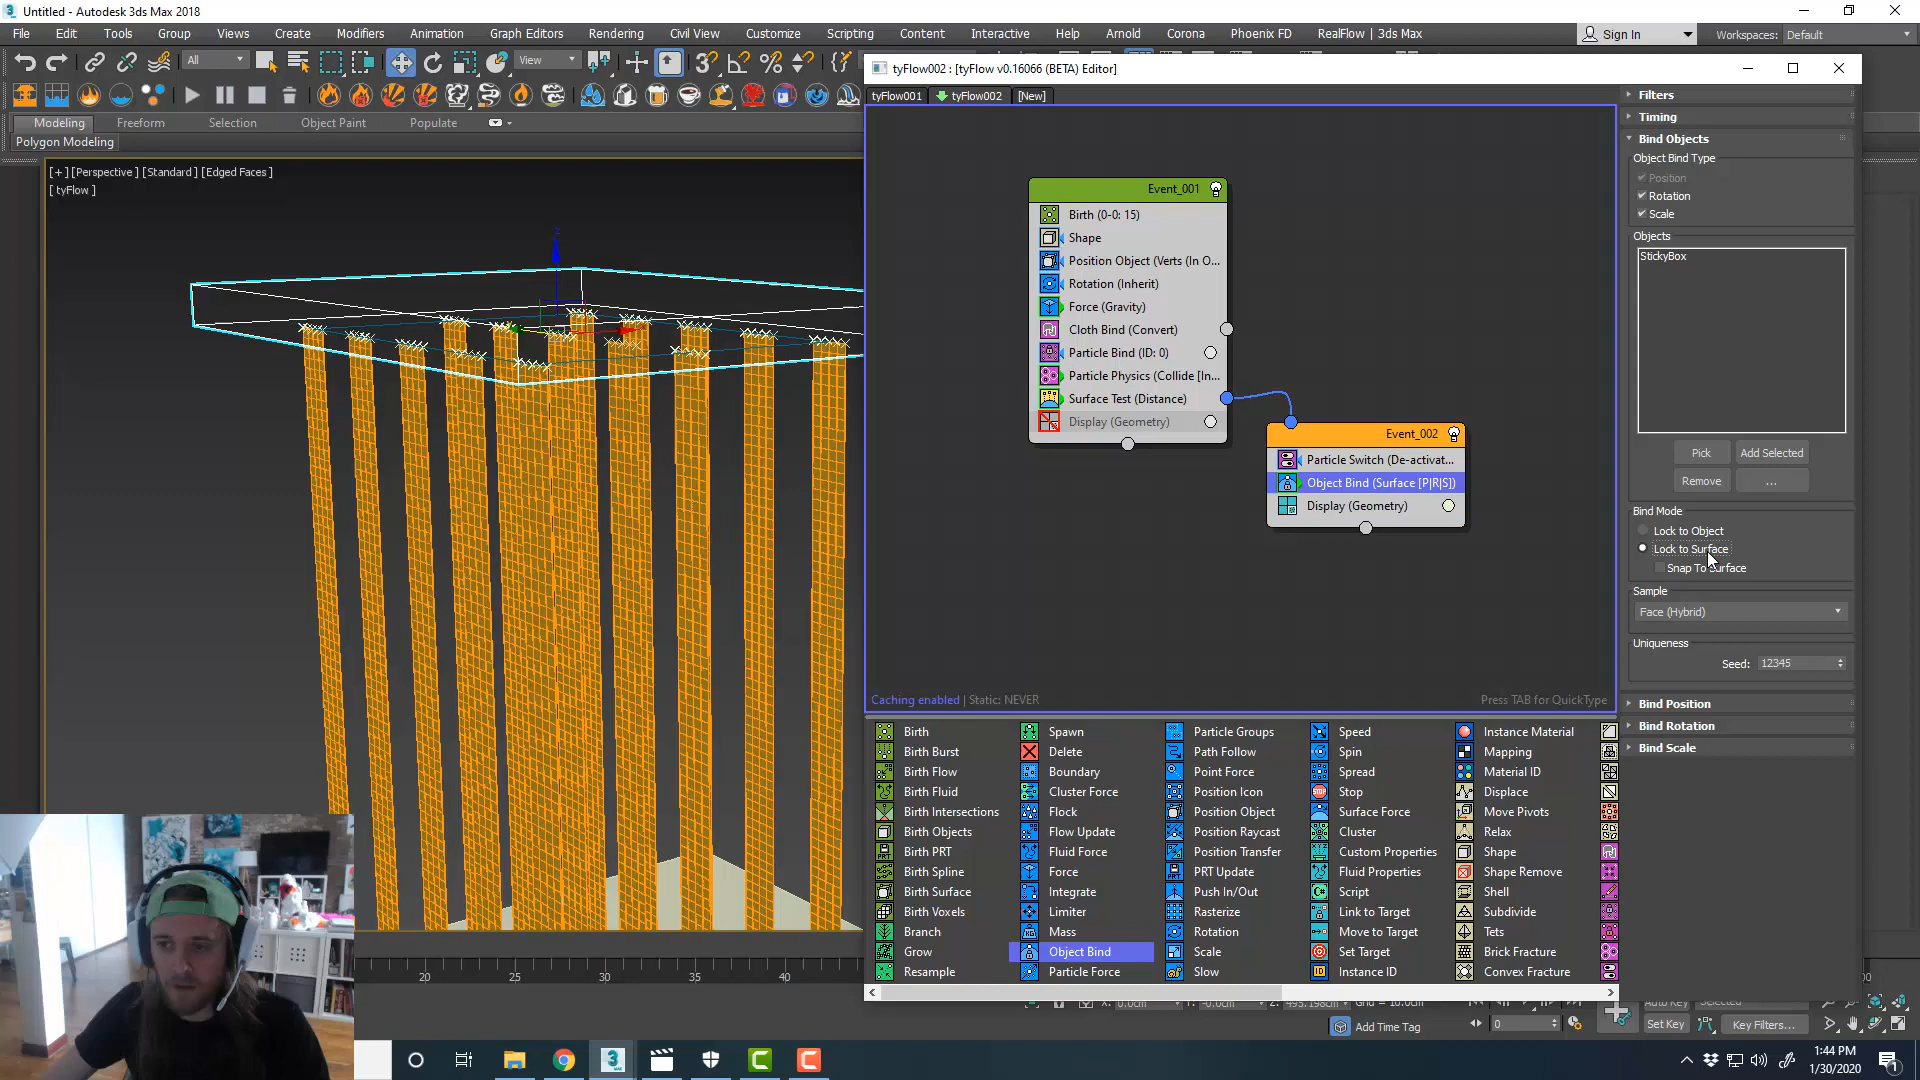 Untitled - Autodesk 3ds Max 2018
File Edit Tools Group Views Create Modifiers Animation Graph Editors Rendering Civil View Customize Scripting Content Interactive Help Arnold Corona Phoenix FD RealFlow | 3ds Max
Sign In Workspaces: Default
All View
tyFlow002 : [tyFlow v0.16066 (BETA) Editor]
tyFlow001 tyFlow002 [New]
Modeling Freeform Selection Object Paint Populate
Polygon Modeling
[+] [Perspective] [Standard] [Edged Faces]
[ tyFlow ]
z
Event_001
Birth (0-0: 15)
Shape
Position Object (Verts (In O...
Rotation (Inherit)
Force (Gravity)
Cloth Bind (Convert)
Particle Bind (ID: 0)
Particle Physics (Collide [In...
Surface Test (Distance)
Display (Geometry)
Event_002
Particle Switch (De-activat...
Object Bind (Surface [P|R|S])
Display (Geometry)
Caching enabled | Static: NEVER
Press TAB for QuickType
Filters
Timing
Bind Objects
Object Bind Type
Position
Rotation
Scale
Objects
StickyBox
Pick Add Selected
Remove ...
Bind Mode
Lock to Object
Lock to Surface
Snap To Surface
Sample
Face (Hybrid)
Uniqueness
Seed: 12345
Bind Position
Bind Rotation
Bind Scale
Birth Spawn Particle Groups Speed Instance Material
Birth Burst Delete Path Follow Spin Mapping
Birth Flow Boundary Point Force Spread Material ID
Birth Fluid Cluster Force Position Icon Stop Displace
Birth Intersections Flock Position Object Surface Force Move Pivots
Birth Objects Flow Update Position Raycast Cluster Relax
Birth PRT Fluid Force Position Transfer Custom Properties Shape
Birth Spline Force PRT Update Fluid Properties Shape Remove
Birth Surface Integrate Push In/Out Script Shell
Birth Voxels Limiter Rasterize Link to Target Subdivide
Branch Mass Rotation Move to Target Tets
Grow Object Bind Scale Set Target Brick Fracture
Resample Particle Force Slow Instance ID Convex Fracture
20 25 30 35 40
Add Time Tag
0
Auto Key Selected
Set Key Key Filters...
1:44 PM
1/30/2020